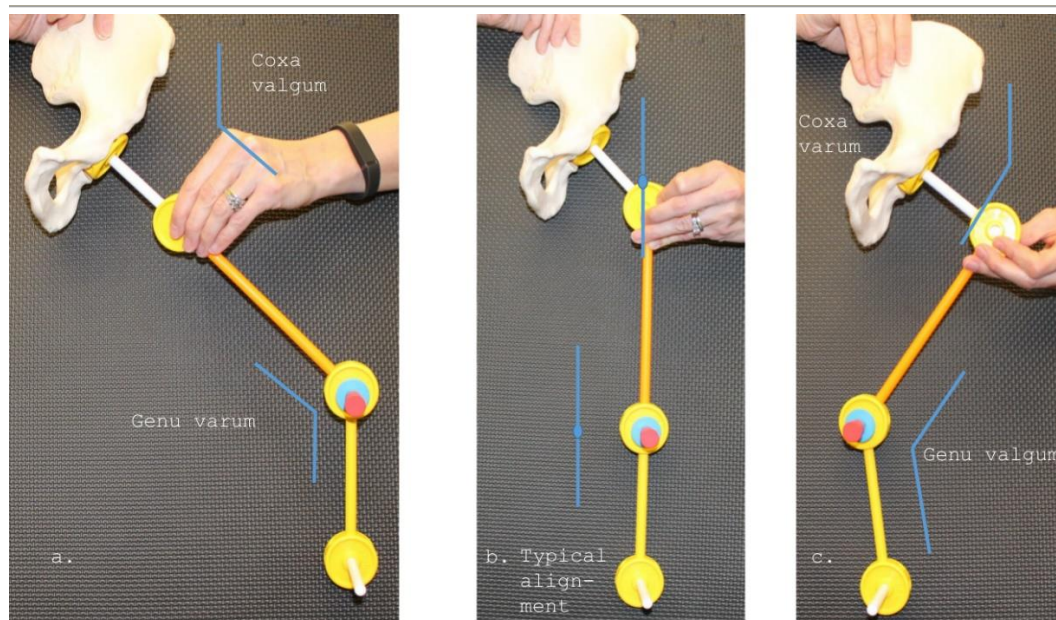 Coxa
valgum
Genu varum
a.
b. Typical
align-
ment
Coxa
varum
Genu valgum
c.